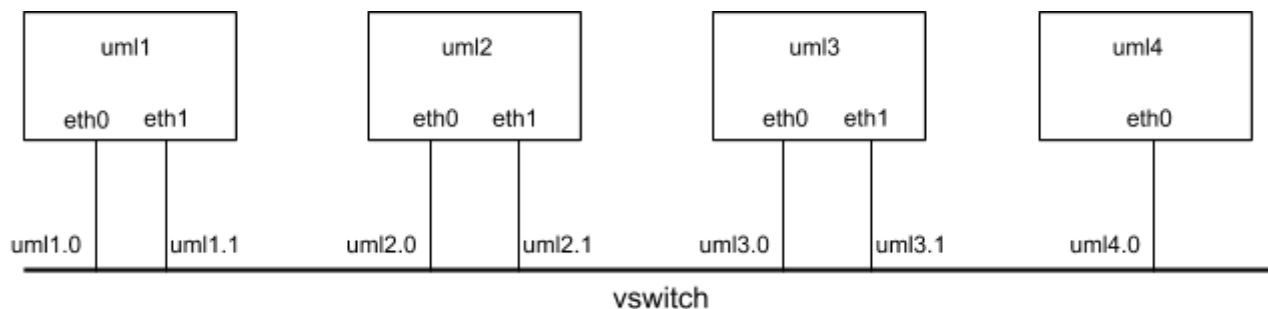 uml1 uml2 uml3 uml4
eth0 eth1 eth0 eth1 eth0 eth1 eth0
uml1.0 uml1.1 uml2.0 uml2.1 uml3.0 uml3.1 uml4.0
vswitch